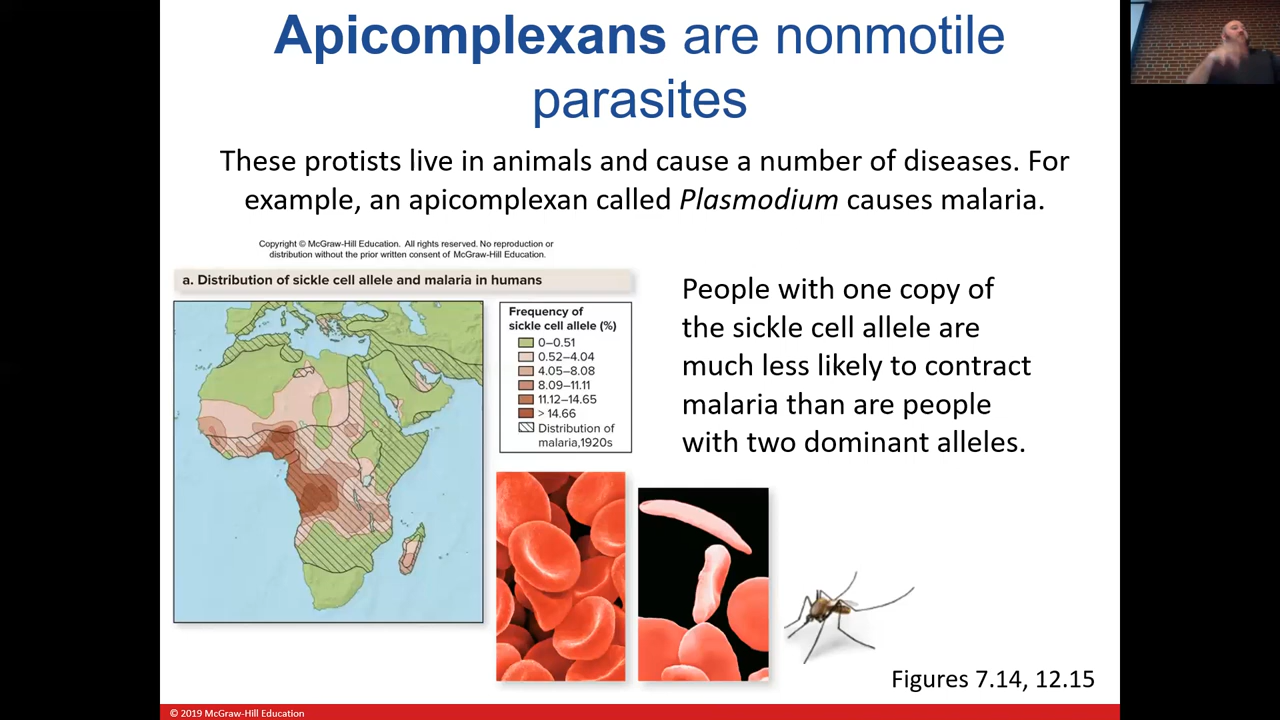 Apicomplexans are nonmotile
parasites
These protists live in animals and cause a number of diseases. For
example, an apicomplexan called Plasmodium causes malaria.
Copyright © McGraw-Hill Education. All rights reserved. No reproduction or
distribution without the prior written consent of McGraw-Hill Education.
a. Distribution of sickle cell allele and malaria in humans
Frequency of
sickle cell allele (%)
0–0.51
0.52–4.04
4.05–8.08
8.09–11.11
11.12–14.65
> 14.66
Distribution of
malaria,1920s
People with one copy of
the sickle cell allele are
much less likely to contract
malaria than are people
with two dominant alleles.
Figures 7.14, 12.15
© 2019 McGraw-Hill Education